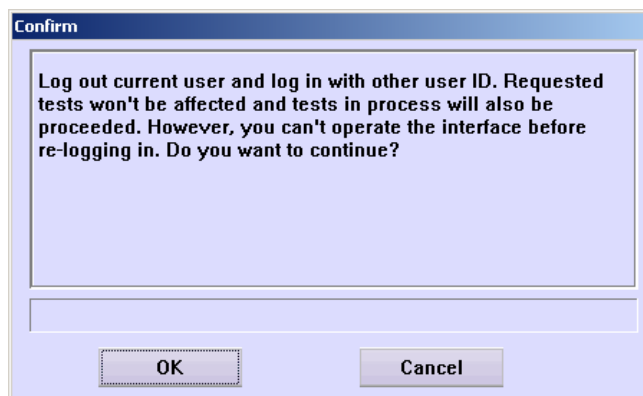 Confirm
Log out current user and log in with other user ID. Requested
tests won't be affected and tests in process will also be
proceeded. However, you can't operate the interface before
re-logging in. Do you want to continue?
OK
Cancel